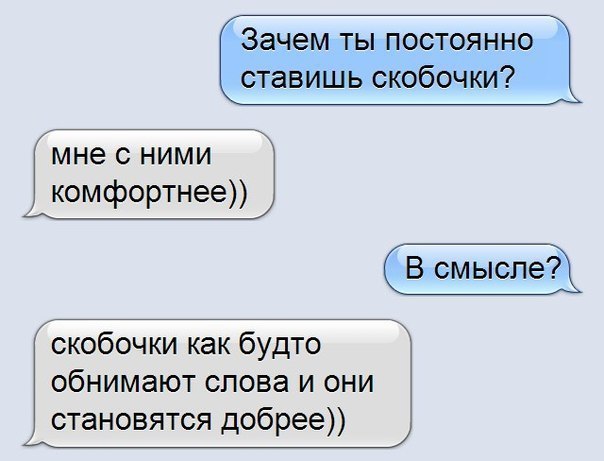 Зачем ты постоянно
ставишь скобочки?
мне с ними
комфортнее))
В смысле?
скобочки как будто
обнимают слова и они
становятся добрее))